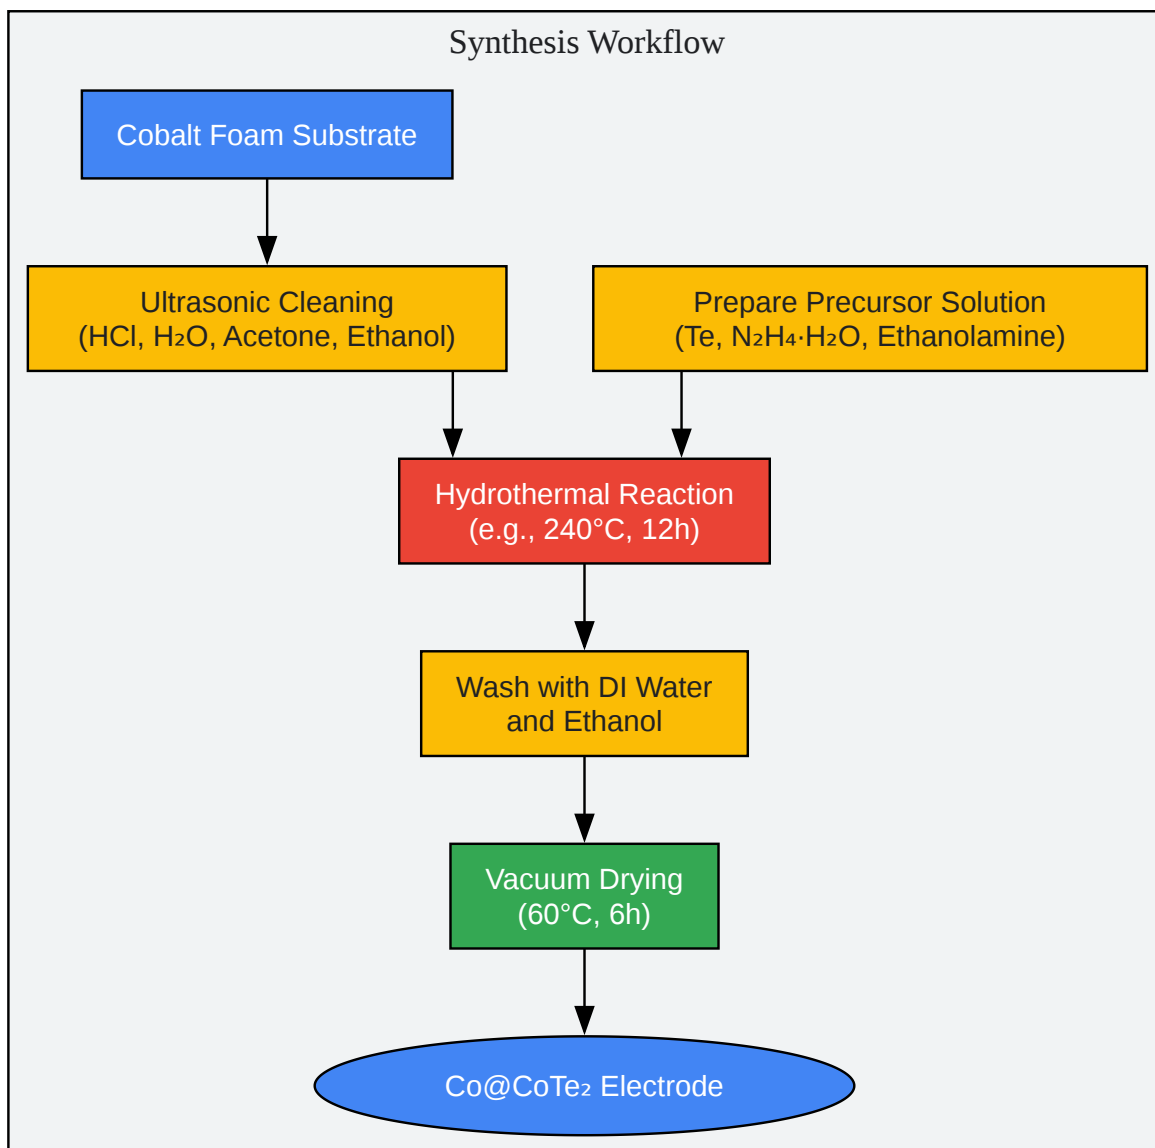 Synthesis Workflow
Cobalt Foam Substrate
Ultrasonic Cleaning
(HCl, H₂O, Acetone, Ethanol)
Prepare Precursor Solution
(Te, N₂H₄·H₂O, Ethanolamine)
Hydrothermal Reaction
(e.g., 240°C, 12h)
Wash with DI Water
and Ethanol
Vacuum Drying
(60°C, 6h)
Co@CoTe₂ Electrode